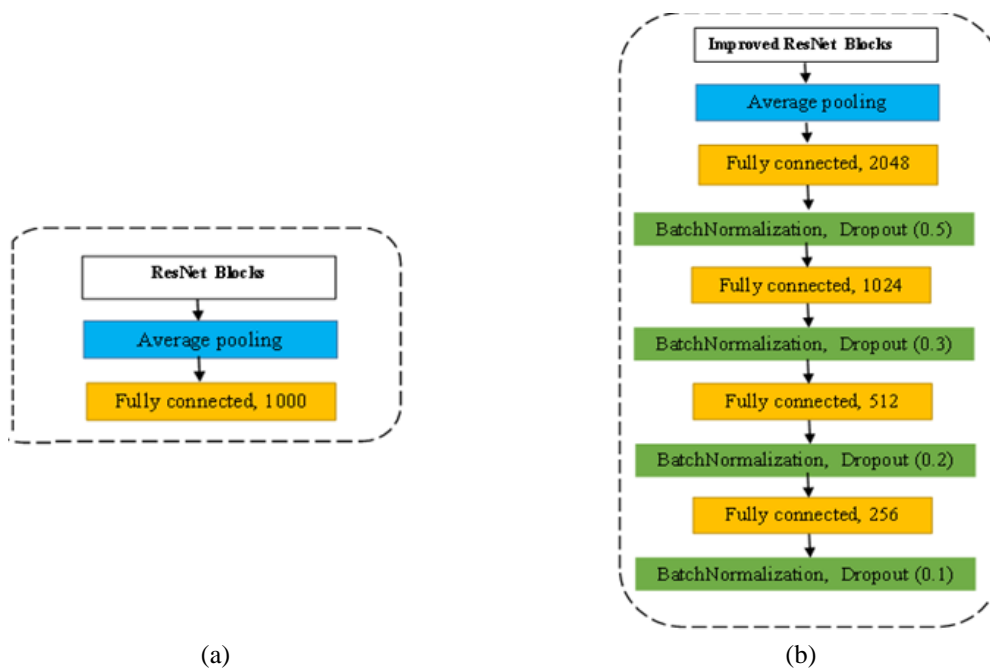 ResNet Blocks
Average pooling
Fully connected, 1000
(a)
Improved ResNet Blocks
Average pooling
Fully connected, 2048
BatchNormalization, Dropout (0.5)
Fully connected, 1024
BatchNormalization, Dropout (0.3)
Fully connected, 512
BatchNormalization, Dropout (0.2)
Fully connected, 256
BatchNormalization, Dropout (0.1)
(b)